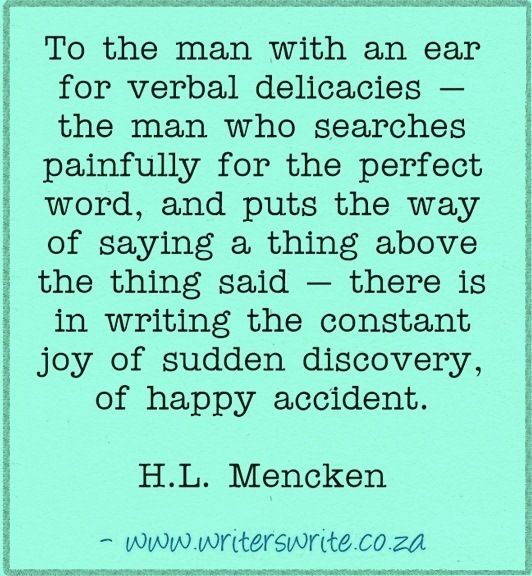 To the man with an ear
for verbal delicacies —
the man who searches
painfully for the perfect
word, and puts the way
of saying a thing above
the thing said — there is
in writing the constant
joy of sudden discovery,
of happy accident.
H.L. Mencken
- www.writerswrite.co.za